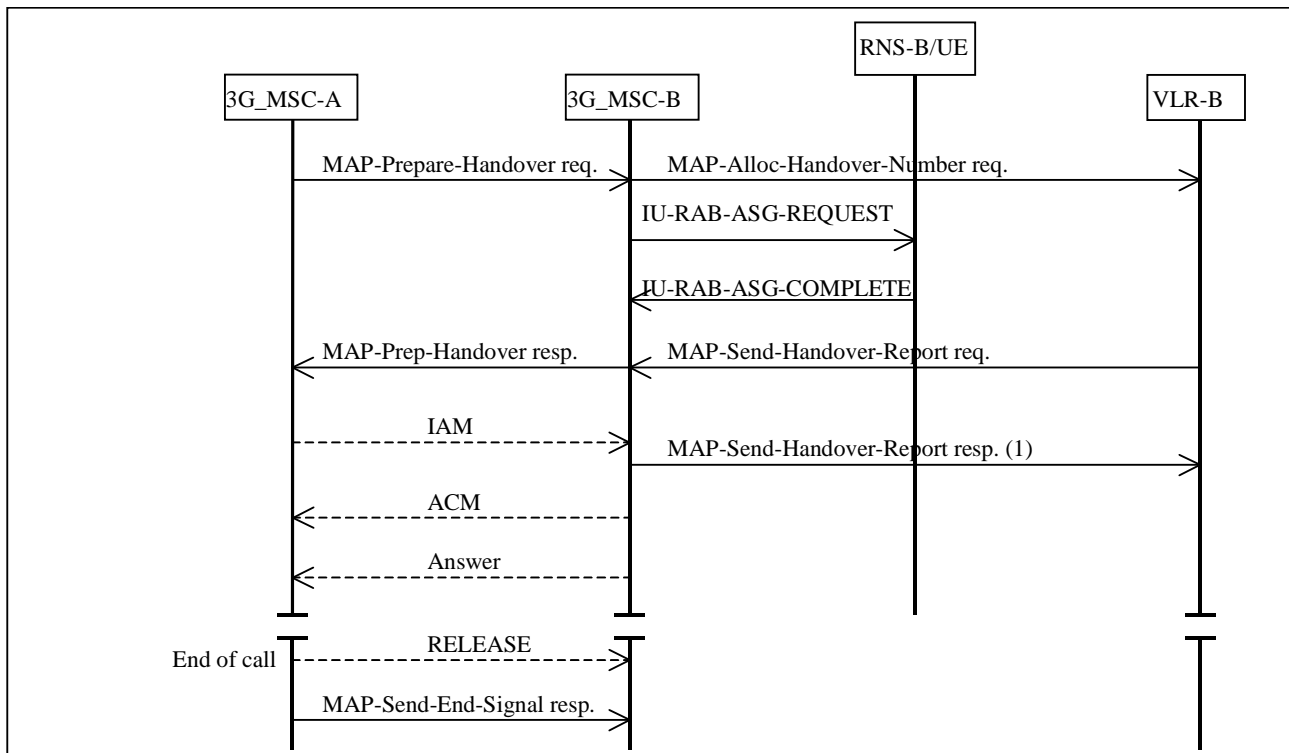 RNS-B/UE
3G_MSC-A
3G_MSC-B
VLR-B
MAP-Prepare-Handover req.
MAP-Alloc-Handover-Number req.
IU-RAB-ASG-REQUEST
IU-RAB-ASG-COMPLETE
MAP-Prep-Handover resp.
MAP-Send-Handover-Report req.
IAM
MAP-Send-Handover-Report resp. (1)
ACM
Answer
RELEASE
End of call
MAP-Send-End-Signal resp.